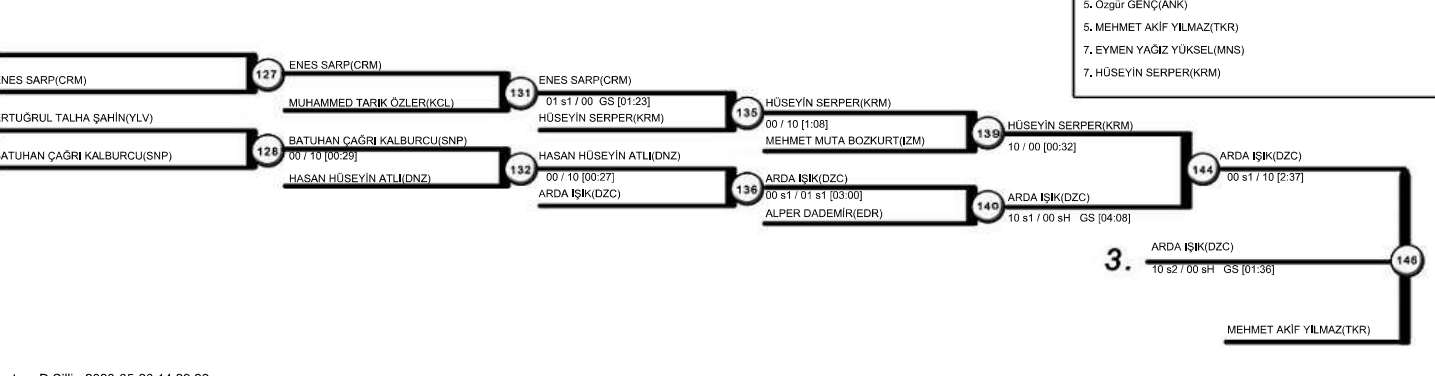 5. Özgür GENÇ(ANK)
5. MEHMET AKİF YILMAZ(TKR)
7. EYMEN YAĞIZ YÜKSEL(MNS)
7. HÜSEYİN SERPER(KRM)
127
ENES SARP(CRM)
ENES SARP(CRM)
MUHAMMED TARIK ÖZLER(KCL)
131
ENES SARP(CRM)
01 s1 / 00 GS [01:23]
HÜSEYİN SERPER(KRM)
135
HÜSEYİN SERPER(KRM)
00 / 10 [1:08]
MEHMET MUTA BOZKURT(IZM)
139
HÜSEYİN SERPER(KRM)
10 / 00 [00:32]
ERTUĞRUL TALHA ŞAHİN(YLV)
BATUHAN ÇAĞRI KALBURCU(SNP)
128
BATUHAN ÇAĞRI KALBURCU(SNP)
00 / 10 [00:29]
HASAN HÜSEYİN ATLI(DNZ)
132
HASAN HÜSEYİN ATLI(DNZ)
00 / 10 [00:27]
ARDA IŞIK(DZC)
136
ARDA IŞIK(DZC)
00 s1 / 01 s1 [03:00]
ALPER DADEMİR(EDR)
140
ARDA IŞIK(DZC)
10 s1 / 00 sH GS [04:08]
144
ARDA IŞIK(DZC)
00 s1 / 10 [2:37]
3.
ARDA IŞIK(DZC)
10 s2 / 00 sH GS [01:36]
146
MEHMET AKİF YILMAZ(TKR)